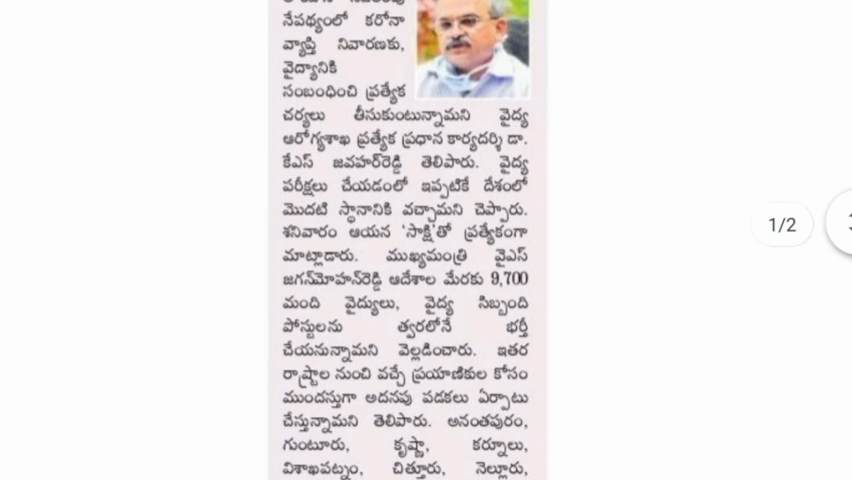 నేపథ్యంలో కరోనా
వ్యాప్తి నివారణకు,
వైద్యానికి
సంబంధించి ప్రత్యేక
చర్యలు తీసుకుంటున్నామని వైద్య
ఆరోగ్యశాఖ ప్రత్యేక ప్రధాన కార్యదర్శి డా.
కేఎస్ జవహర్‌రెడ్డి తెలిపారు. వైద్య
పరీక్షలు చేయడంలో ఇప్పటికే దేశంలో
మొదటి స్థానానికి వచ్చామని చెప్పారు.
శనివారం ఆయన ‘సాక్షి’తో ప్రత్యేకంగా
మాట్లాడారు. ముఖ్యమంత్రి వైఎస్
జగన్‌మోహన్‌రెడ్డి ఆదేశాల మేరకు 9,700
మంది వైద్యులు, వైద్య సిబ్బంది
పోస్టులను త్వరలోనే భర్తీ
చేయనున్నామని వెల్లడించారు. ఇతర
రాష్ట్రాల నుంచి వచ్చే ప్రయాణికుల కోసం
ముందస్తుగా అదనపు పడకలు ఏర్పాటు
చేస్తున్నామని తెలిపారు. అనంతపురం,
గుంటూరు, కృష్ణా, కర్నూలు,
విశాఖపట్నం, చిత్తూరు, నెల్లూరు,
1/2